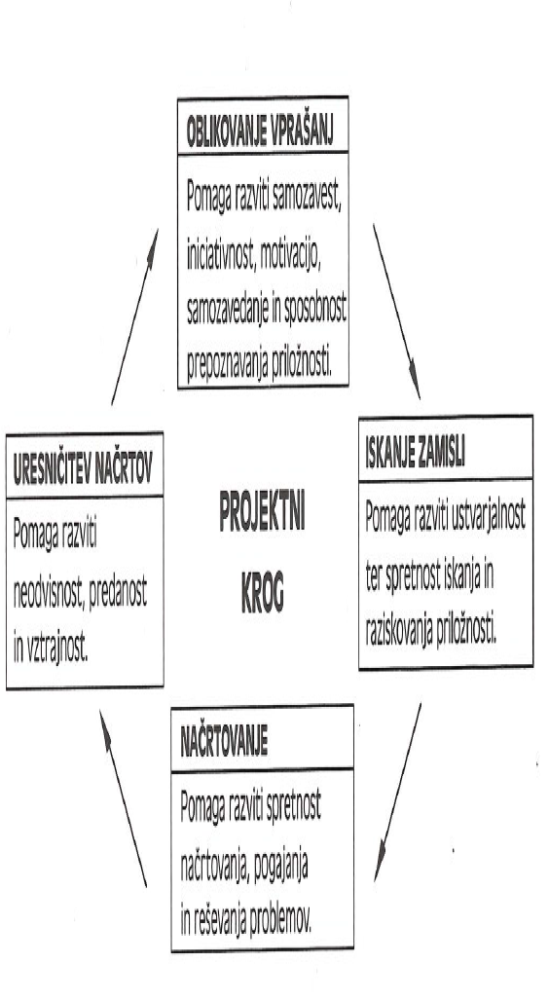 OBLIKOVANJE VPRAŠANJ
Pomaga razviti samozavest,
iniciativnost, motivacijo,
samozavedanje in sposobnost
prepoznavanja priložnosti.
ISKANJE ZAMISLI
Pomaga razviti ustvarjalnost
ter spretnost iskanja in
raziskovanja priložnosti.
NAČRTOVANJE
Pomaga razviti spretnost
načrtovanja, pogajanja
in reševanja problemov.
URESNIČITEV NAČRTOV
Pomaga razviti
neodvisnost, predanost
in vztrajnost.
PROJEKTNI
KROG